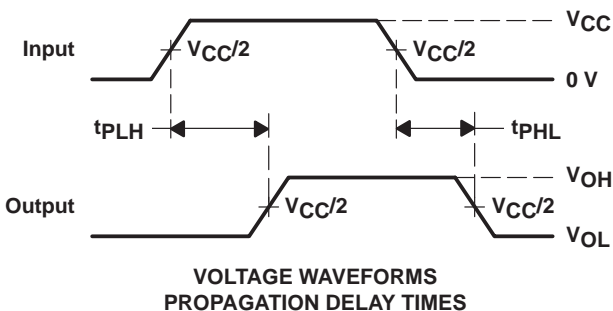 VCC
Input
VCC/2
VCC/2
0 V
tPLH
tPHL
VOH
Output
VCC/2
VCC/2
VOL
VOLTAGE WAVEFORMS
PROPAGATION DELAY TIMES